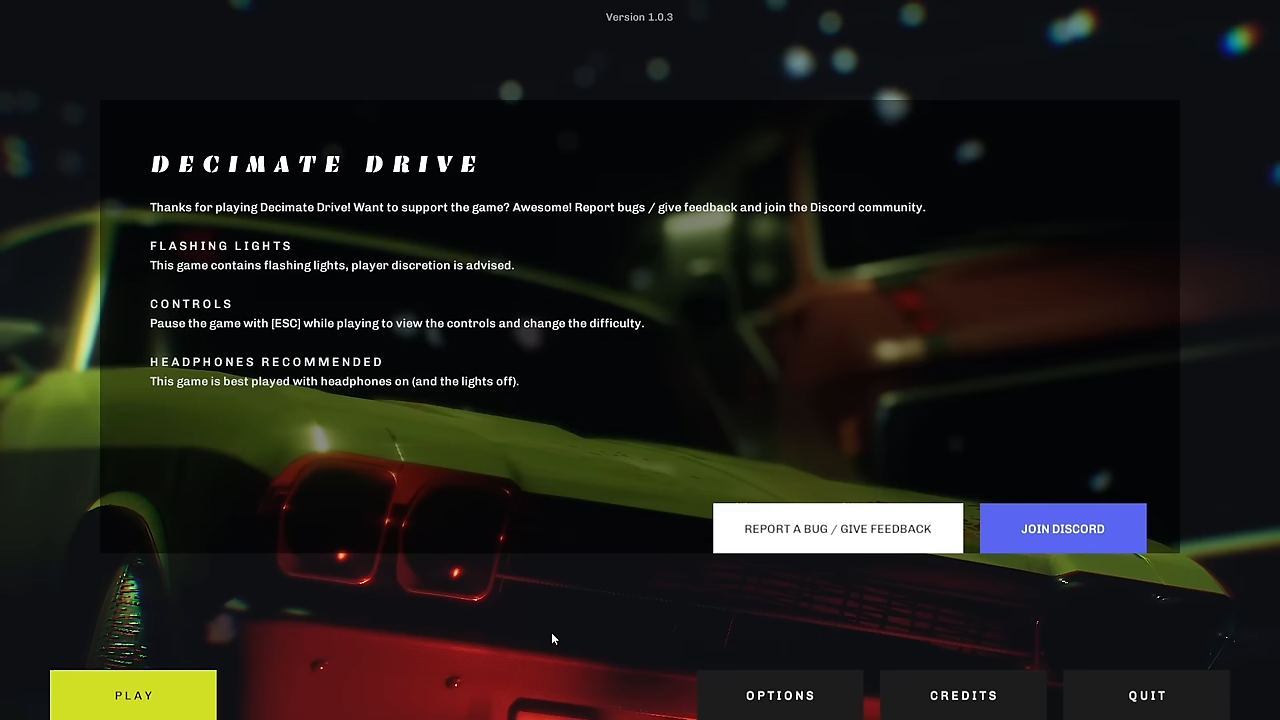 Version 1.0.3
DECIMATE DRIVE
Thanks for playing Decimate Drive! Want to support the game? Awesome! Report bugs / give feedback and join the Discord community.
FLASHING LIGHTS
This game contains flashing lights, player discretion is advised.
CONTROLS
Pause the game with [ESC] while playing to view the controls and change the difficulty.
HEADPHONES RECOMMENDED
This game is best played with headphones on (and the lights off).
REPORT A BUG / GIVE FEEDBACK
JOIN DISCORD
PLAY
OPTIONS
CREDITS
QUIT